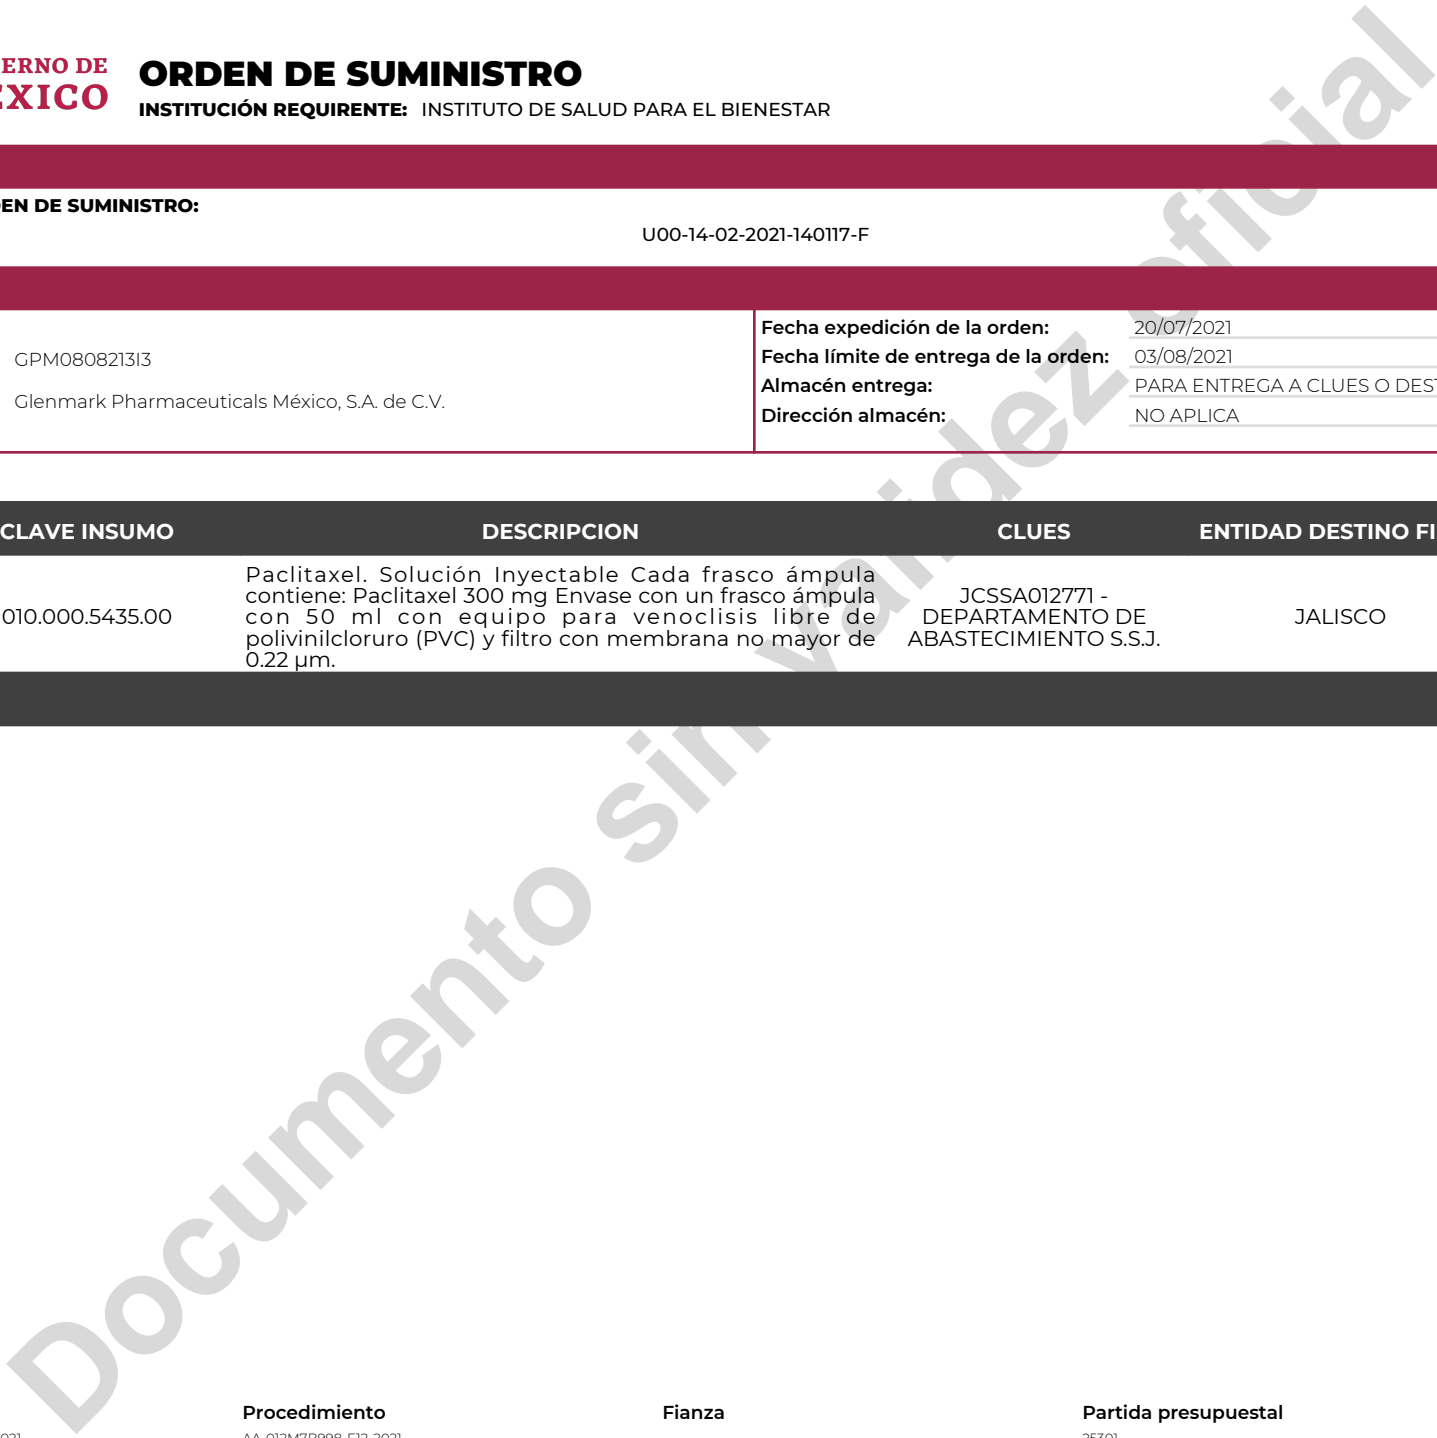 ERNO DE
ÉXICO
ORDEN DE SUMINISTRO
INSTITUCIÓN REQUIRENTE: INSTITUTO DE SALUD PARA EL BIENESTAR
EN DE SUMINISTRO:
U00-14-02-2021-140117-F
GPM0808213I3
Glenmark Pharmaceuticals México, S.A. de C.V.
Fecha expedición de la orden: 20/07/2021
Fecha límite de entrega de la orden: 03/08/2021
Almacén entrega: PARA ENTREGA A CLUES O DEST
Dirección almacén: NO APLICA
CLAVE INSUMO DESCRIPCION CLUES ENTIDAD DESTINO FI
010.000.5435.00
Paclitaxel. Solución Inyectable Cada frasco ámpula
contiene: Paclitaxel 300 mg Envase con un frasco ámpula
con 50 ml con equipo para venoclisis libre de
polivinilcloruro (PVC) y filtro con membrana no mayor de
0.22 µm.
JCSSA012771 -
DEPARTAMENTO DE
ABASTECIMIENTO S.S.J.
JALISCO
Documento sin validez oficial
Procedimiento Fianza Partida presupuestal